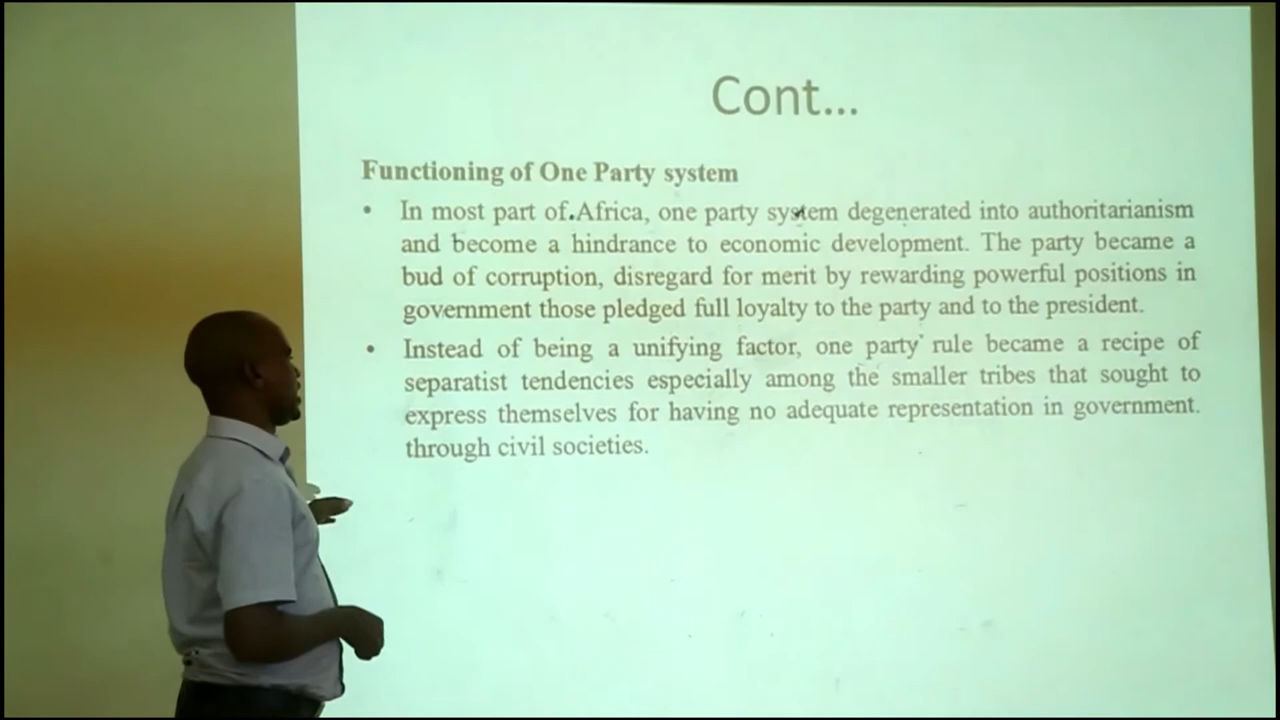 Cont...
Functioning of One Party system
• In most part of Africa, one party system degenerated into authoritarianism
and become a hindrance to economic development. The party became a
bud of corruption, disregard for merit by rewarding powerful positions in
government those pledged full loyalty to the party and to the president.
• Instead of being a unifying factor, one party rule became a recipe of
separatist tendencies especially among the smaller tribes that sought to
express themselves for having no adequate representation in government.
through civil societies.